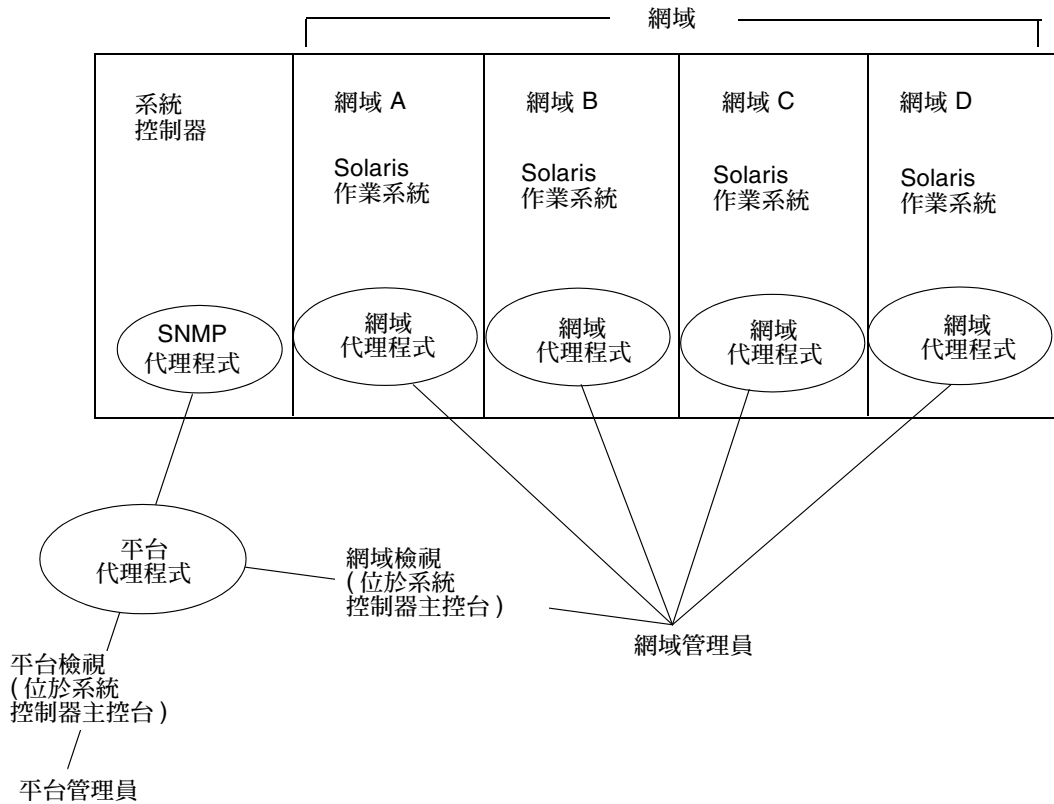 網域
系統
控制器
網域 A
Solaris
作業系統
網域 B
Solaris
作業系統
網域 C
Solaris
作業系統
網域 D
Solaris
作業系統
SNMP
代理程式
網域
代理程式
網域
代理程式
網域
代理程式
網域
代理程式
平台
代理程式
網域檢視
(位於系統
控制器主控台)
網域管理員
平台檢視
(位於系統
控制器主控台)
平台管理員